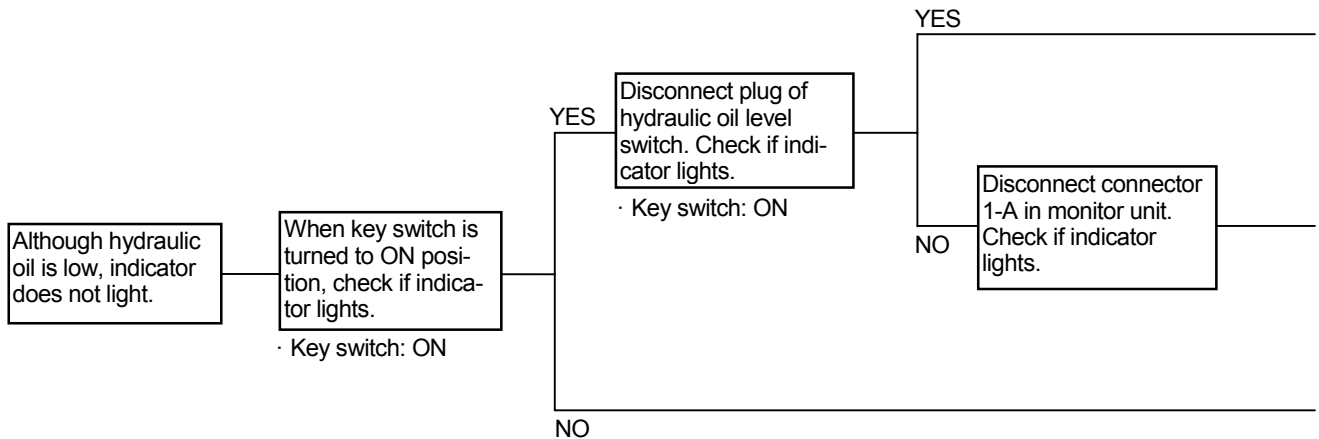 Although hydraulic
oil is low, indicator
does not light.
When key switch is
turned to ON posi-
tion, check if indica-
tor lights.
· Key switch: ON
YES
NO
Disconnect plug of
hydraulic oil level
switch. Check if indi-
cator lights.
· Key switch: ON
YES
NO
Disconnect connector
1-A in monitor unit.
Check if indicator
lights.